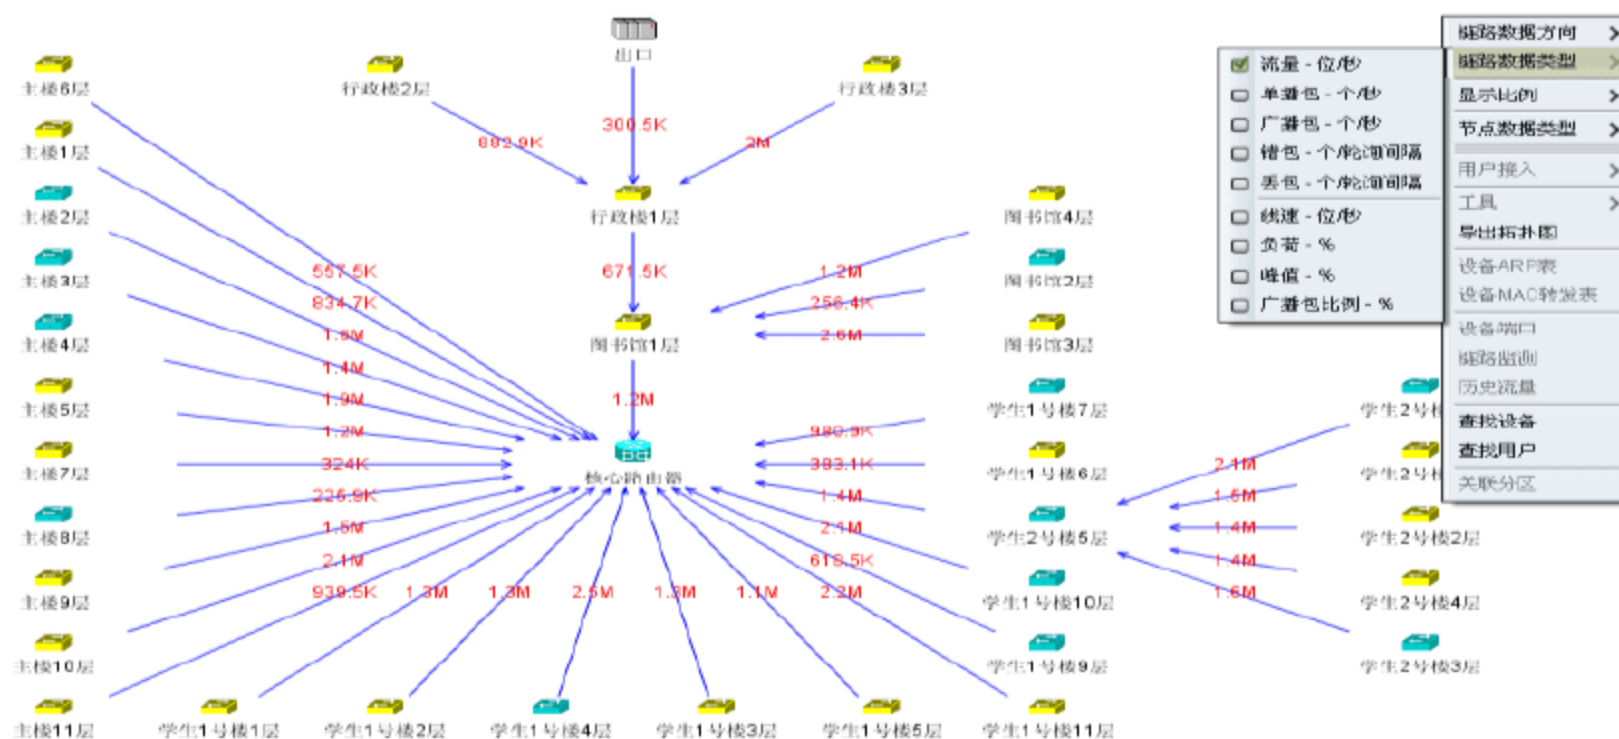 出口
主楼6层
行政楼2层
行政楼3层
300.5K
882.9K
2M
主楼1层
主楼2层
行政楼1层
图书馆4层
主楼3层
557.5K
671.5K
1.2M
图书馆2层
834.7K
256.4K
主楼4层
1.6M
图书馆1层
2.6M
图书馆3层
1.4M
主楼5层
1.9M
1.2M
学生1号楼7层
学生2号
1.2M
980.9K
主楼7层
324K
核心路由器
383.1K
学生1号楼6层
2.1M
学生2号
225.9K
1.4M
1.5M
主楼8层
1.5M
2.1M
学生2号楼5层
1.4M
学生2号楼2层
2.1M
618.5K
1.4M
主楼9层
939.5K
1.3M
1.3M
2.5M
1.3M
1.1M
2.2M
学生1号楼10层
1.6M
学生2号楼4层
主楼10层
学生1号楼9层
学生2号楼3层
主楼11层
学生1号楼1层
学生1号楼2层
学生1号楼4层
学生1号楼3层
学生1号楼5层
学生1号楼11层
流量 - 位/秒
单播包 - 个/秒
广播包 - 个/秒
错包 - 个/轮询间隔
丢包 - 个/轮询间隔
线速 - 位/秒
负荷 - %
峰值 - %
广播包比例 - %
链路数据方向
链路数据类型
显示比例
节点数据类型
用户接入
工具
导出拓扑图
设备ARP表
设备MAC转发表
设备端口
链路监测
历史流量
查找设备
查找用户
关联分区